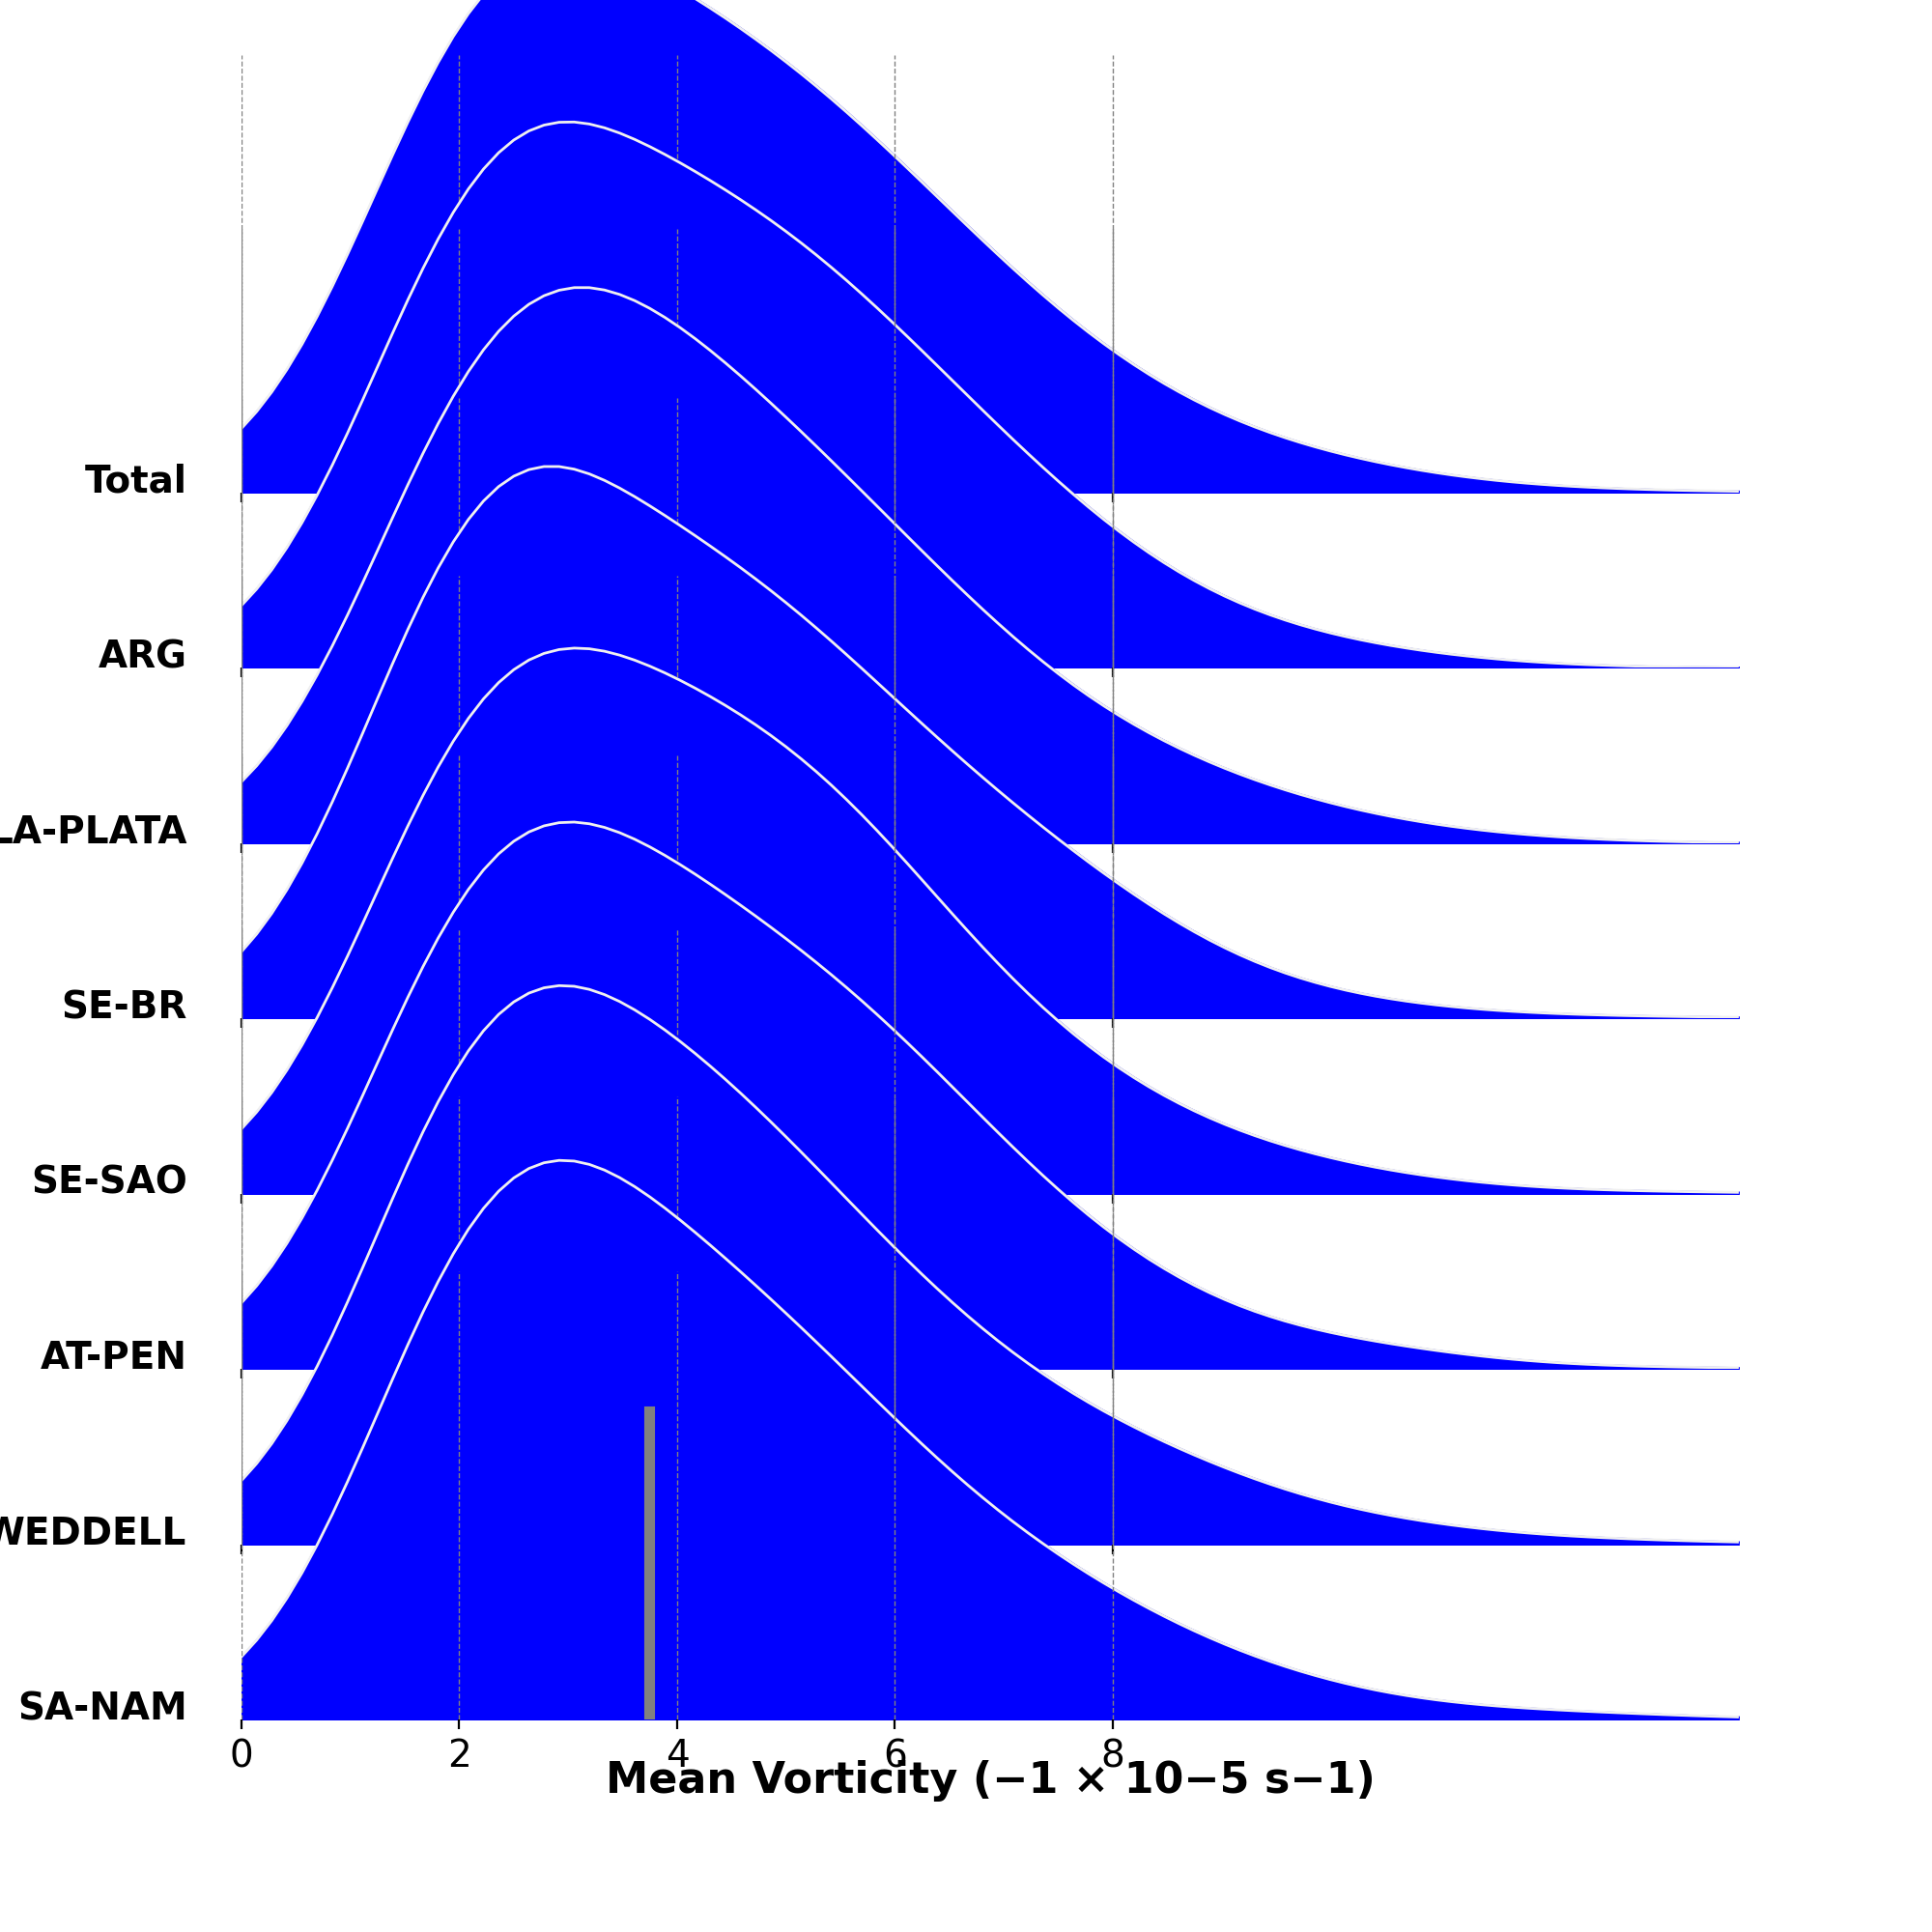 Total
ARG
LA-PLATA
SE-BR
SE-SAO
AT-PEN
WEDDELL
SA-NAM
0 2 4 6 8
Mean Vorticity (−1 × 10−5 s−1)